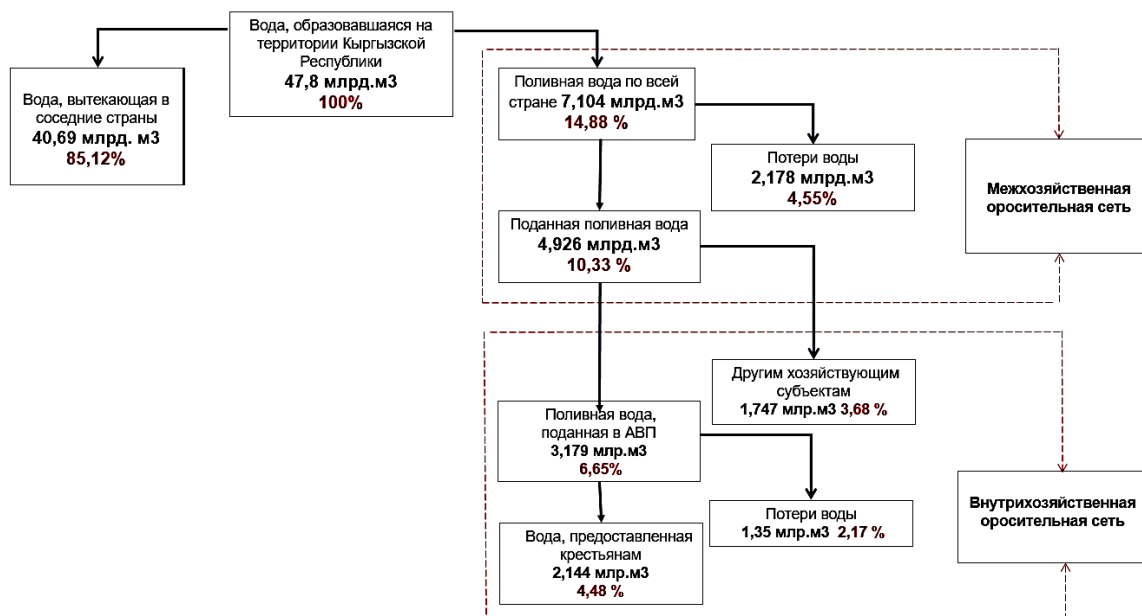 Вода, образовавшаяся на
территории Кыргызской
Республики
47,8 млрд.м3
100%
Вода, вытекающая в
соседние страны
40,69 млрд. м3
85,12%
Поливная вода по всей
стране 7,104 млрд.м3
14,88 %
Потери воды
2,178 млрд.м3
4,55%
Межхозяйственная
оросительная сеть
Поданная поливная вода
4,926 млрд.м3
10,33 %
Другим хозяйствующим
субъектам
1,747 млр.м3 3,68 %
Поливная вода,
поданная в АВП
3,179 млр.м3
6,65%
Потери воды
1,35 млр.м3 2,17 %
Внутрихозяйственная
оросительная сеть
Вода, предоставленная
крестьянам
2,144 млр.м3
4,48 %